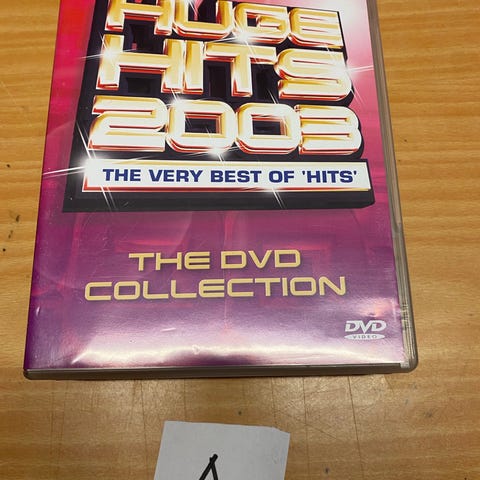 HUGE
HITS
2003
THE VERY BEST OF 'HITS'
THE DVD
COLLECTION
DVD
VIDEO